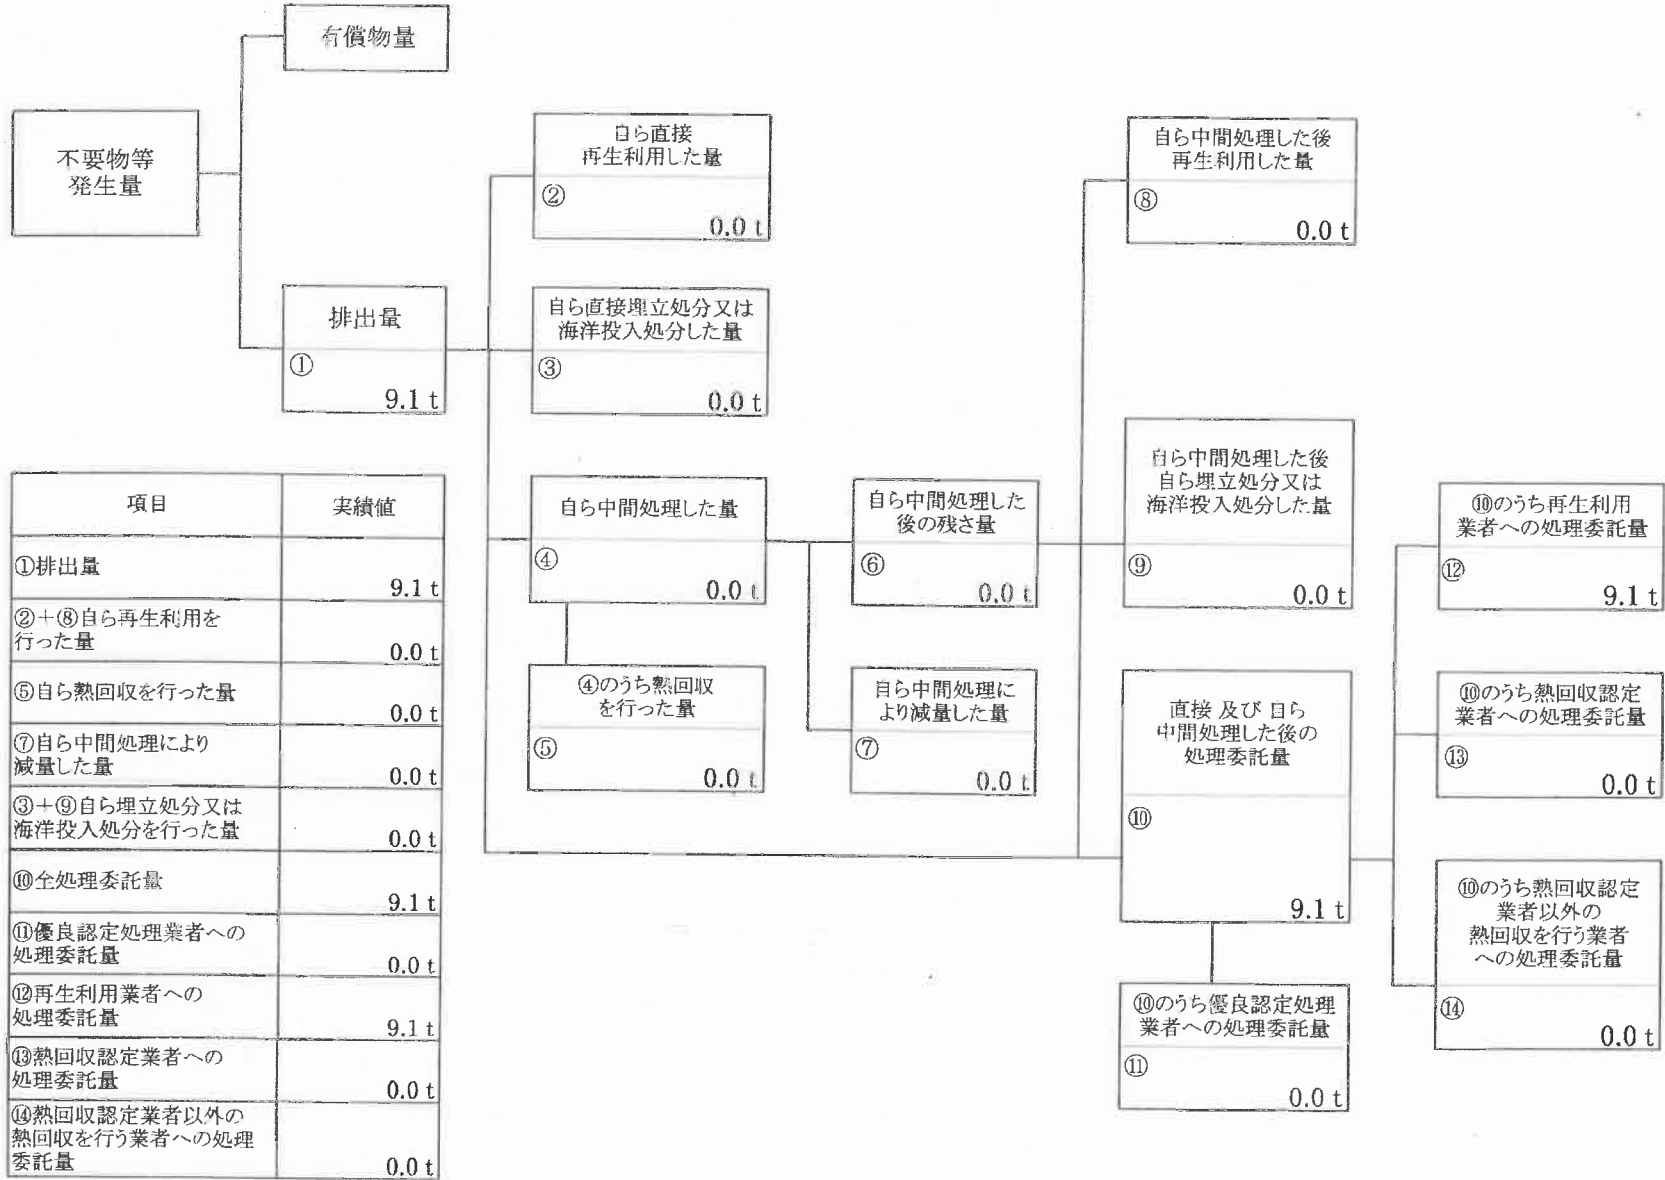 有償物量
不要物等
発生量
排出量
①
9.1 t
自ら直接
再生利用した量
②
0.0 t
自ら直接埋立処分又は
海洋投入処分した量
③
0.0 t
自ら中間処理した量
④
0.0 t
④のうち熱回収
を行った量
⑤
0.0 t
自ら中間処理した
後の残さ量
⑥
0.0 t
自ら中間処理に
より減量した量
⑦
0.0 t
自ら中間処理した後
再生利用した量
⑧
0.0 t
自ら中間処理した後
自ら埋立処分又は
海洋投入処分した量
⑨
0.0 t
直接 及び 自ら
中間処理した後の
処理委託量
⑩
9.1 t
⑩のうち優良認定処理
業者への処理委託量
⑪
0.0 t
⑩のうち再生利用
業者への処理委託量
⑫
9.1 t
⑩のうち熱回収認定
業者への処理委託量
⑬
0.0 t
⑩のうち熱回収認定
業者以外の
熱回収を行う業者
への処理委託量
⑭
0.0 t
項目 実績値
①排出量
9.1 t
②+⑧自ら再生利用を
行った量
0.0 t
⑤自ら熱回収を行った量
0.0 t
⑦自ら中間処理により
減量した量
0.0 t
③+⑨自ら埋立処分又は
海洋投入処分を行った量
0.0 t
⑩全処理委託量
9.1 t
⑪優良認定処理業者への
処理委託量
0.0 t
⑫再生利用業者への
処理委託量
9.1 t
⑬熱回収認定業者への
処理委託量
0.0 t
⑭熱回収認定業者以外の
熱回収を行う業者への処理
委託量
0.0 t